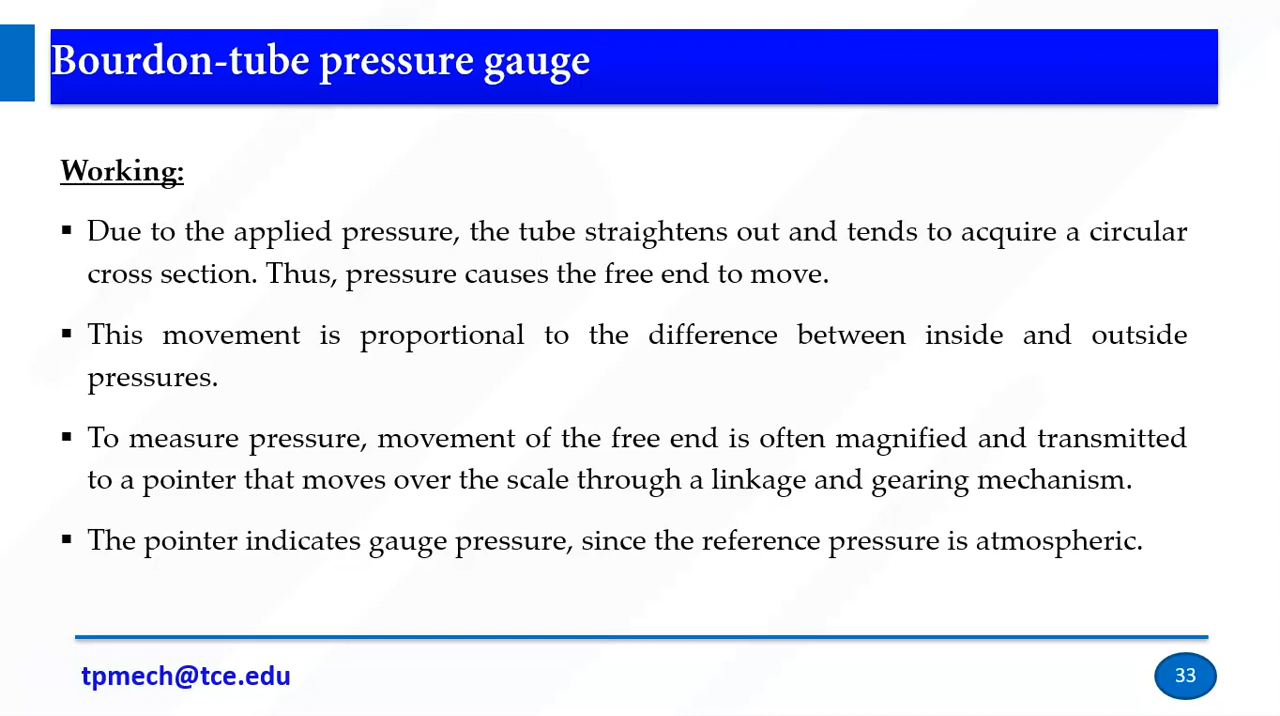 Bourdon-tube pressure gauge
Working:
▪ Due to the applied pressure, the tube straightens out and tends to acquire a circular
cross section. Thus, pressure causes the free end to move.
▪ This movement is proportional to the difference between inside and outside
pressures.
▪ To measure pressure, movement of the free end is often magnified and transmitted
to a pointer that moves over the scale through a linkage and gearing mechanism.
▪ The pointer indicates gauge pressure, since the reference pressure is atmospheric.
tpmech@tce.edu
33